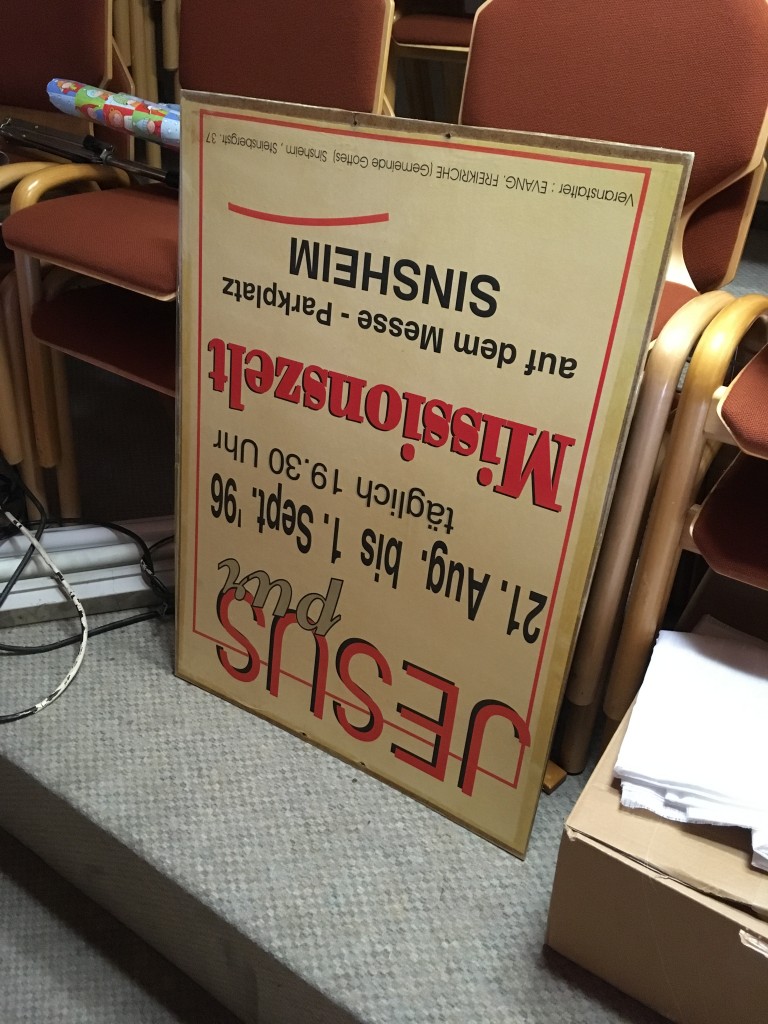 JESUS
pur
21. Aug. bis 1. Sept. '96
täglich 19.30 Uhr
Missionszelt
auf dem Messe - Parkplatz
SINSHEIM
Veranstalter : EVANG. FREIKIRCHE (Gemeinde Gottes) Sinsheim , Steinsbergstr. 37